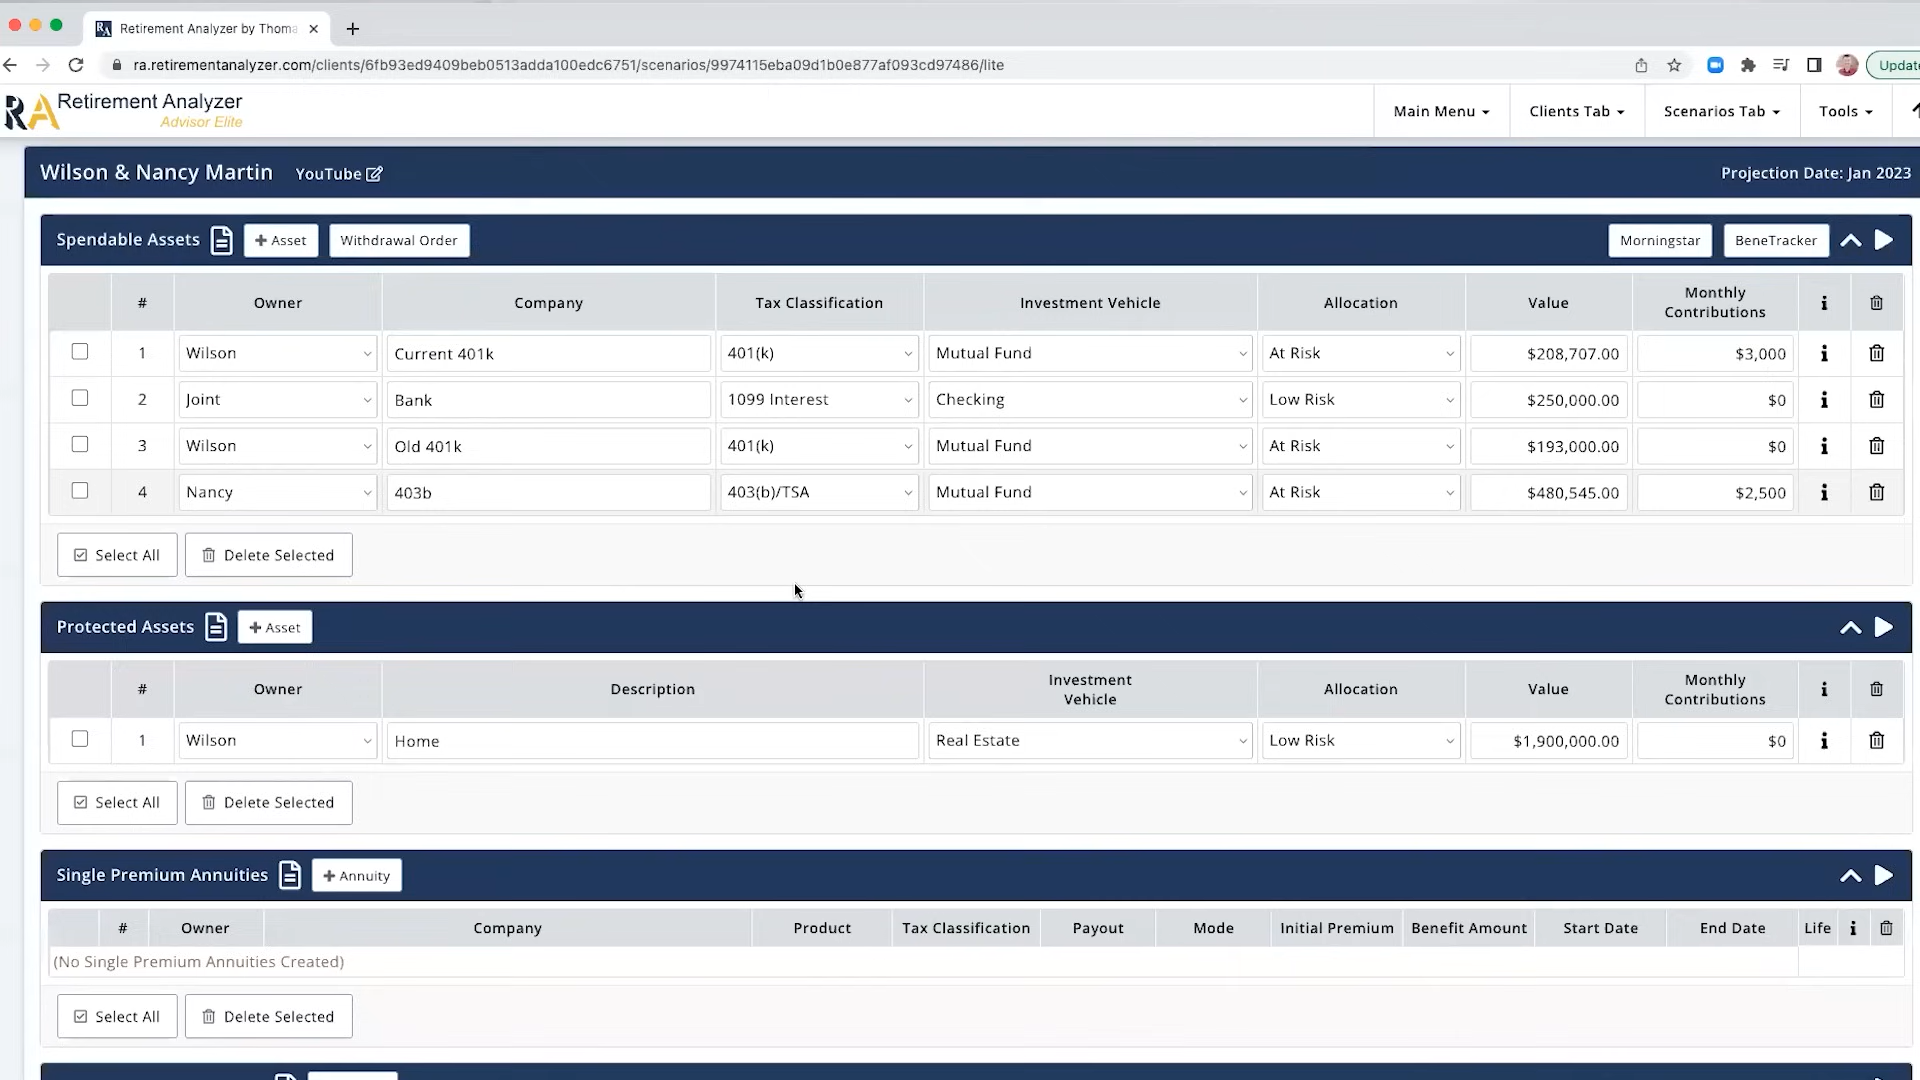 Retirement Analyzer by Thoma
ra.retirementanalyzer.com/clients/6fb93ed9409beb0513adda100edc6751/scenarios/9974115eba09d1b0e877af093cd97486/lite
Update
RA Retirement Analyzer
Advisor Elite
Main Menu
Clients Tab
Scenarios Tab
Tools
Wilson & Nancy Martin YouTube
Projection Date: Jan 2023
Spendable Assets + Asset Withdrawal Order Morningstar BeneTracker
# Owner Company Tax Classification Investment Vehicle Allocation Value Monthly Contributions i
1 Wilson Current 401k 401(k) Mutual Fund At Risk $208,707.00 $3,000 i
2 Joint Bank 1099 Interest Checking Low Risk $250,000.00 $0 i
3 Wilson Old 401k 401(k) Mutual Fund At Risk $193,000.00 $0 i
4 Nancy 403b 403(b)/TSA Mutual Fund At Risk $480,545.00 $2,500 i
Select All Delete Selected
Protected Assets + Asset
# Owner Description Investment Vehicle Allocation Value Monthly Contributions i
1 Wilson Home Real Estate Low Risk $1,900,000.00 $0 i
Select All Delete Selected
Single Premium Annuities + Annuity
# Owner Company Product Tax Classification Payout Mode Initial Premium Benefit Amount Start Date End Date Life i
(No Single Premium Annuities Created)
Select All Delete Selected